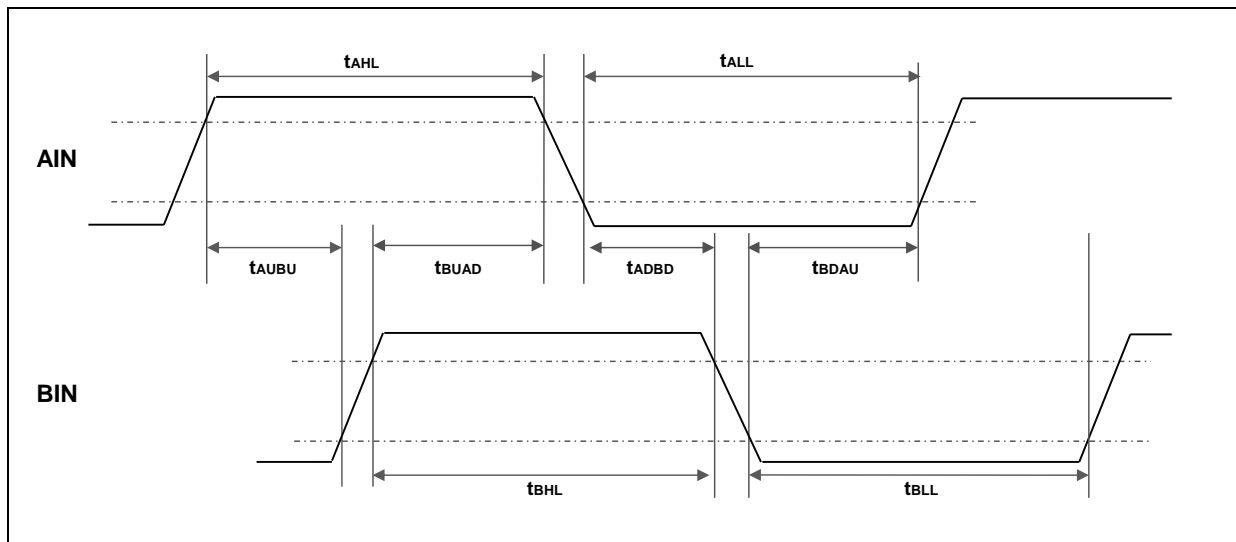 tAHL tALL
AIN
tAUBU tBUAD tADBD tBDAU
BIN
tBHL tBLL